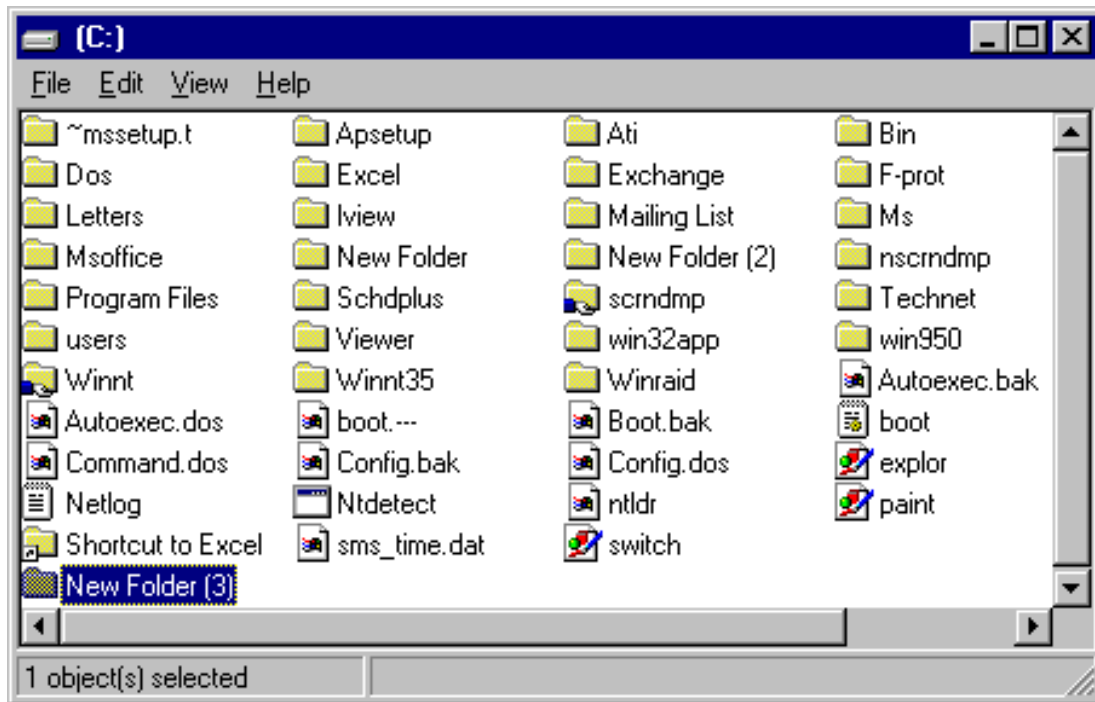 (C:)
File Edit View Help
~mssetup.t Apsetup Ati Bin
Dos Excel Exchange F-prot
Letters Iview Mailing List Ms
Msoffice New Folder New Folder (2) nscrndmp
Program Files Schdplus scrndmp Technet
users Viewer win32app win950
Winnt Winnt35 Winraid Autoexec.bak
Autoexec.dos boot.--- Boot.bak boot
Command.dos Config.bak Config.dos explor
Netlog Ntdetect ntldr paint
Shortcut to Excel sms_time.dat switch
New Folder (3)
1 object(s) selected